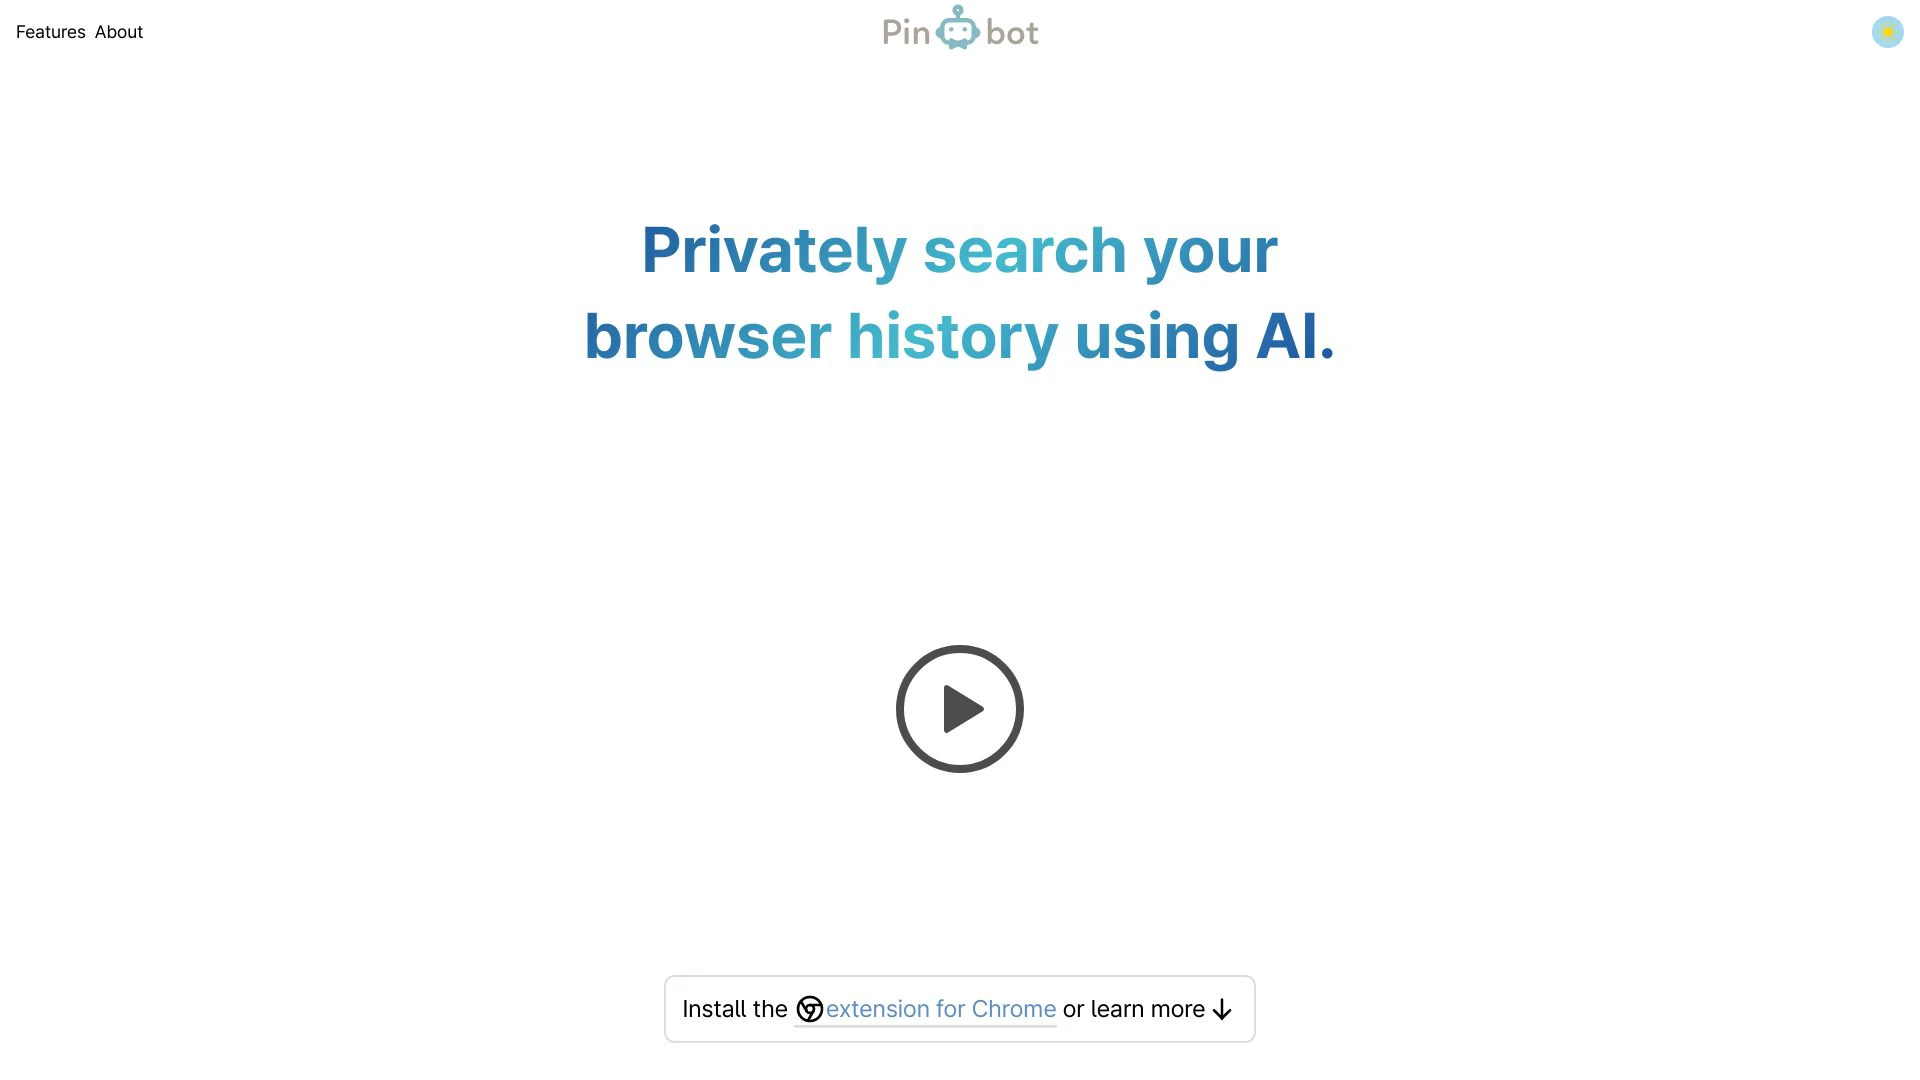 Features About
Pin bot
Privately search your
browser history using AI.
Install the extension for Chrome or learn more